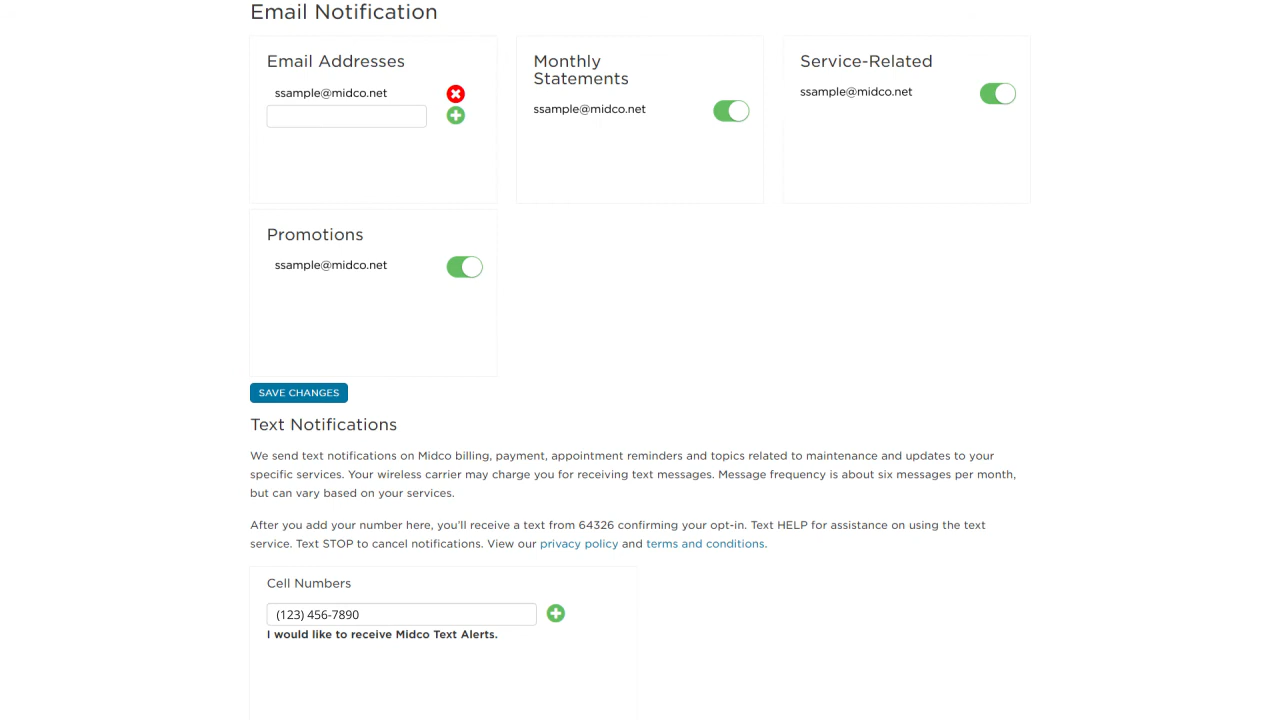 Email Notification
Email Addresses
ssample@midco.net
Monthly
Statements
ssample@midco.net
Service-Related
ssample@midco.net
Promotions
ssample@midco.net
SAVE CHANGES
Text Notifications
We send text notifications on Midco billing, payment, appointment reminders and topics related to maintenance and updates to your
specific services. Your wireless carrier may charge you for receiving text messages. Message frequency is about six messages per month,
but can vary based on your services.
After you add your number here, you'll receive a text from 64326 confirming your opt-in. Text HELP for assistance on using the text
service. Text STOP to cancel notifications. View our privacy policy and terms and conditions.
Cell Numbers
(123) 456-7890
I would like to receive Midco Text Alerts.